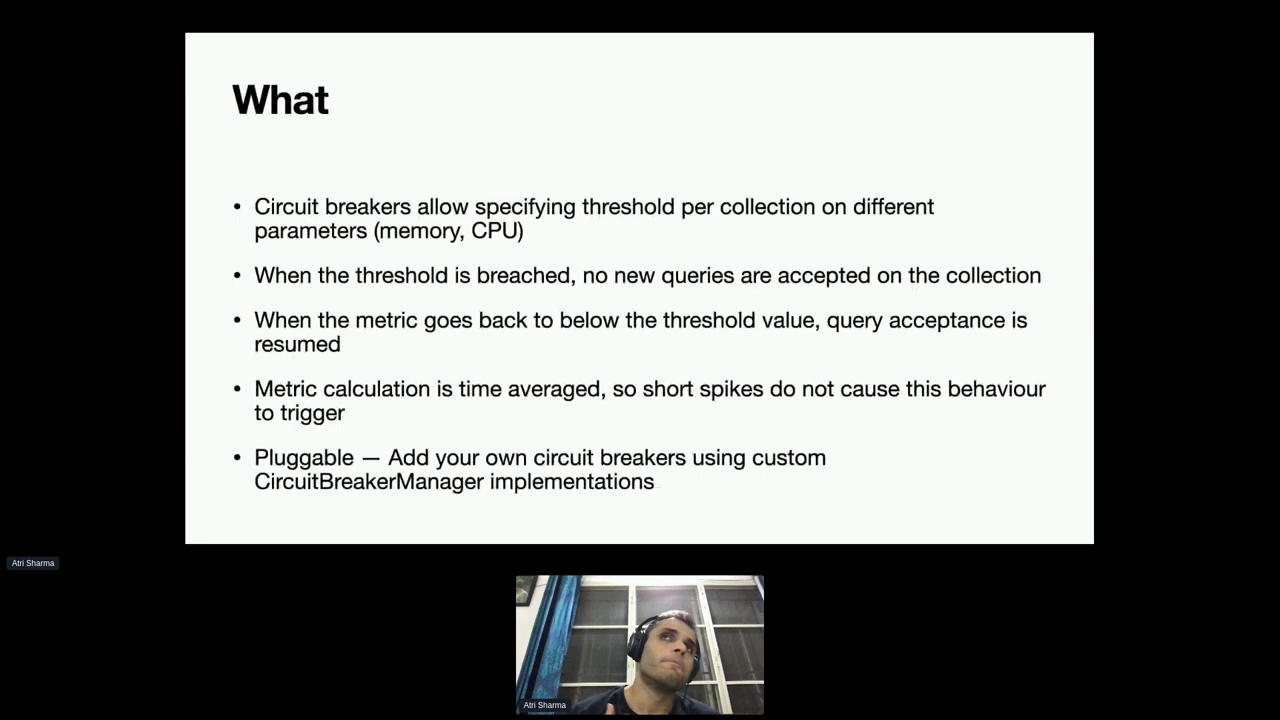 What
• Circuit breakers allow specifying threshold per collection on different
parameters (memory, CPU)
• When the threshold is breached, no new queries are accepted on the collection
• When the metric goes back to below the threshold value, query acceptance is
resumed
• Metric calculation is time averaged, so short spikes do not cause this behaviour
to trigger
• Pluggable — Add your own circuit breakers using custom
CircuitBreakerManager implementations
Atri Sharma
Atri Sharma